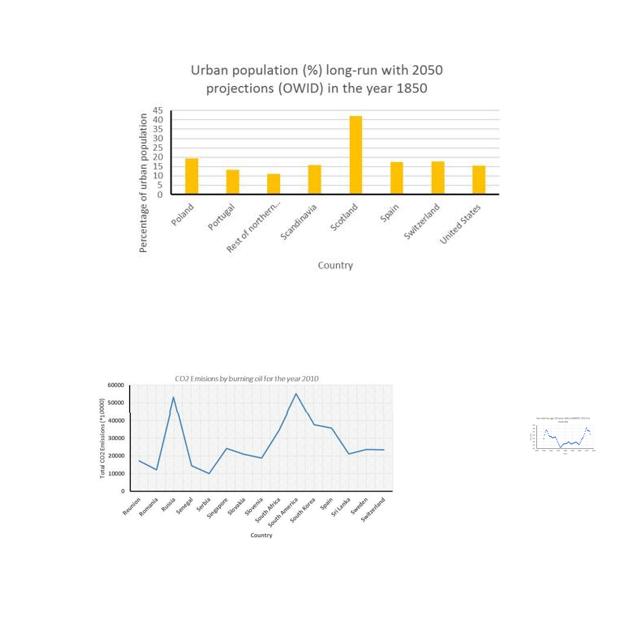 Urban population (%) long-run with 2050
projections (OWID) in the year 1850
Percentage of urban population
45
40
35
30
25
20
15
10
5
0
Poland
Portugal
Rest of northern...
Scandinavia
Scotland
Spain
Switzerland
United States
Country
CO2 Emisions by burning oil for the year 2010
Total CO2 Emissions (*10000)
60000
50000
40000
30000
20000
10000
0
Reunion
Romania
Russia
Senegal
Serbia
Singapore
Slovakia
Slovenia
South Africa
South America
South Korea
Spain
Sri Lanka
Sweden
Switzerland
Country